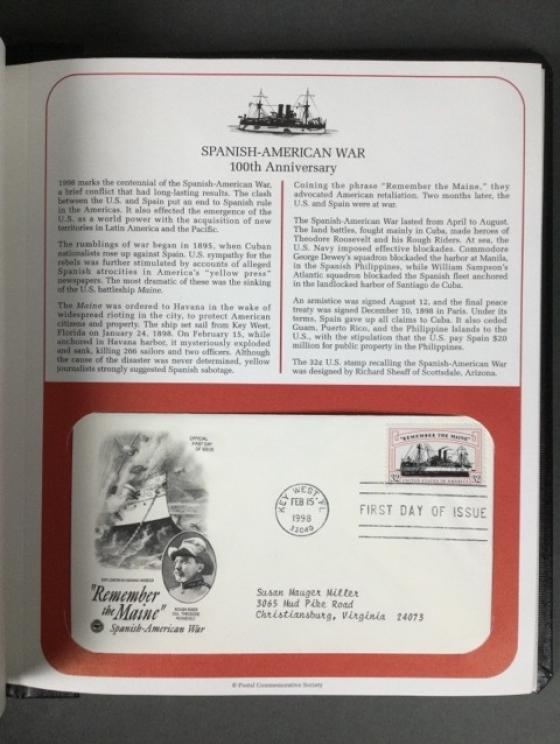 SPANISH-AMERICAN WAR
100th Anniversary
1998 marks the centennial of the Spanish-American War,
a brief conflict that had long-lasting results. The clash
between the U.S. and Spain put an end to Spanish rule
in the Americas. It also effected the emergence of the
U.S. as a world power with the acquisition of new
territories in Latin America and the Pacific.
The rumblings of war began in 1895, when Cuban
nationalists rose up against Spain. U.S. sympathy for the
rebels was further stimulated by accounts of alleged
Spanish atrocities in America's "yellow press"
newspapers. The most dramatic of these was the sinking
of the U.S. battleship Maine.
The Maine was ordered to Havana in the wake of
widespread rioting in the city, to protect American
citizens and property. The ship set sail from Key West,
Florida on January 24, 1898. On February 15, while
anchored in Havana harbor, it mysteriously exploded
and sank, killing 266 sailors and two officers. Although
the cause of the disaster was never determined, yellow
journalists strongly suggested Spanish sabotage.
Coining the phrase "Remember the Maine," they
advocated American retaliation. Two months later, the
U.S. and Spain were at war.
The Spanish-American War lasted from April to August.
The land battles, fought mainly in Cuba, made heroes of
Theodore Roosevelt and his Rough Riders. At sea, the
U.S. Navy imposed effective blockades. Commodore
George Dewey's squadron blockaded the harbor at Manila,
in the Spanish Philippines, while William Sampson's
Atlantic squadron blockaded the Spanish fleet anchored
in the landlocked harbor of Santiago de Cuba.
An armistice was signed August 12, and the final peace
treaty was signed December 10, 1898 in Paris. Under its
terms, Spain gave up all claims to Cuba. It also ceded
Guam, Puerto Rico, and the Philippine Islands to the
U.S., with the stipulation that the U.S. pay Spain $20
million for public property in the Philippines.
The 32¢ U.S. stamp recalling the Spanish-American War
was designed by Richard Sheaff of Scottsdale, Arizona.
OFFICIAL
FIRST DAY
OF ISSUE
"REMEMBER THE MAINE"
32
32
UNITED STATES OF AMERICA
KEY WEST, FL
FEB 15
1998
33040
FIRST DAY OF ISSUE
EXPLOSION IN HAVANA HARBOR
"Remember
the Maine"
Spanish-American War
ROUGH RIDER
COL. THEODORE
ROOSEVELT
Susan Mauger Miller
3065 Mud Pike Road
Christiansburg, Virginia 24073
© Postal Commemorative Society